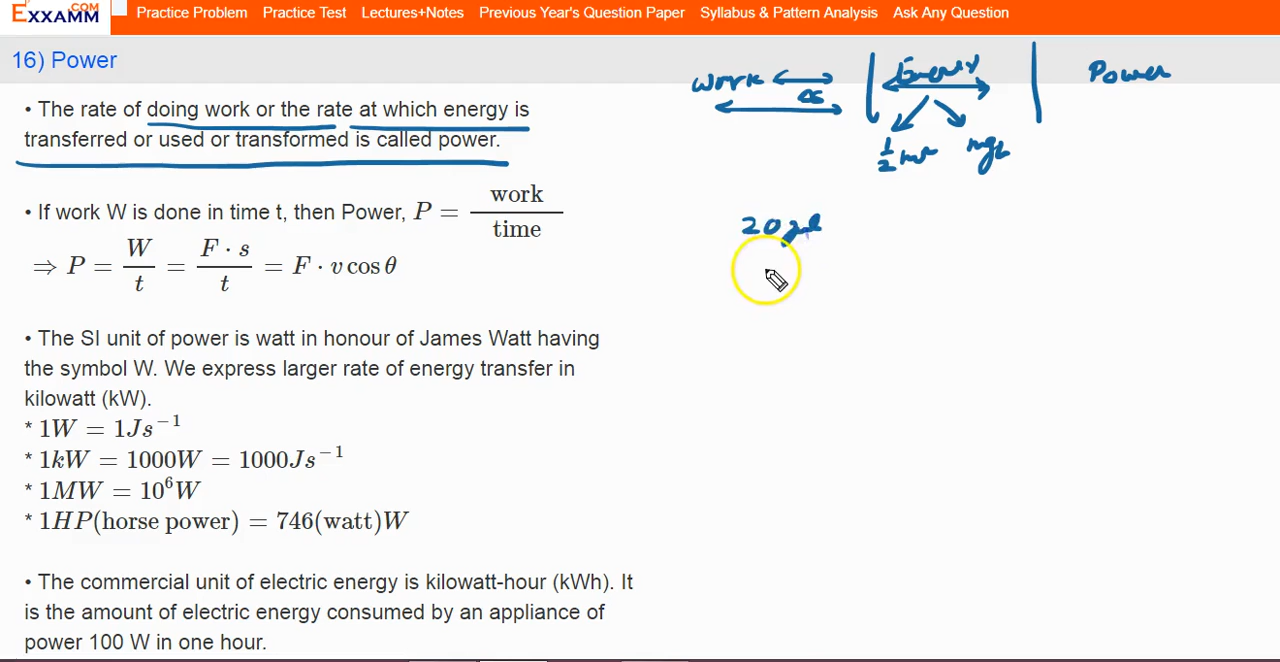 EXXAMM .COM Practice Problem Practice Test Lectures+Notes Previous Year's Question Paper Syllabus & Pattern Analysis Ask Any Question
16) Power
• The rate of doing work or the rate at which energy is
transferred or used or transformed is called power.
• If work W is done in time t, then Power, P = work / time
⇒ P = W/t = F · s/t = F · v cos θ
• The SI unit of power is watt in honour of James Watt having
the symbol W. We express larger rate of energy transfer in
kilowatt (kW).
* 1W = 1Js⁻¹
* 1kW = 1000W = 1000Js⁻¹
* 1MW = 10⁶W
* 1HP(horse power) = 746(watt)W
• The commercial unit of electric energy is kilowatt-hour (kWh). It
is the amount of electric energy consumed by an appliance of
power 100 W in one hour.
Work Energy Power
20